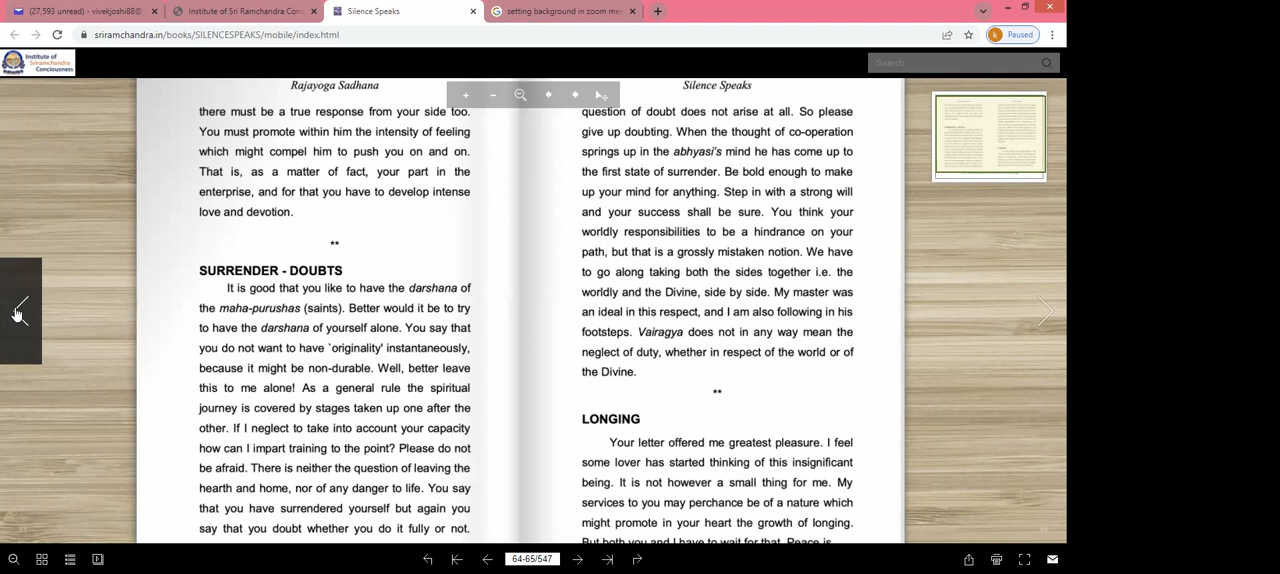 (27,593 unread) - vivekjoshi88@
Institute of Sri Ramchandra Con
Silence Speaks
setting background in zoom me
sriramchandra.in/books/SILENCESPEAKS/mobile/index.html
k
Paused
Institute of
Sriramchandra
Conciousness
Search
Rajayoga Sadhana
there must be a true response from your side too.
You must promote within him the intensity of feeling
which might compel him to push you on and on.
That is, as a matter of fact, your part in the
enterprise, and for that you have to develop intense
love and devotion.
**
SURRENDER - DOUBTS
It is good that you like to have the darshana of
the maha-purushas (saints). Better would it be to try
to have the darshana of yourself alone. You say that
you do not want to have `originality' instantaneously,
because it might be non-durable. Well, better leave
this to me alone! As a general rule the spiritual
journey is covered by stages taken up one after the
other. If I neglect to take into account your capacity
how can I impart training to the point? Please do not
be afraid. There is neither the question of leaving the
hearth and home, nor of any danger to life. You say
that you have surrendered yourself but again you
say that you doubt whether you do it fully or not.
Silence Speaks
question of doubt does not arise at all. So please
give up doubting. When the thought of co-operation
springs up in the abhyasi's mind he has come up to
the first state of surrender. Be bold enough to make
up your mind for anything. Step in with a strong will
and your success shall be sure. You think your
worldly responsibilities to be a hindrance on your
path, but that is a grossly mistaken notion. We have
to go along taking both the sides together i.e. the
worldly and the Divine, side by side. My master was
an ideal in this respect, and I am also following in his
footsteps. Vairagya does not in any way mean the
neglect of duty, whether in respect of the world or of
the Divine.
**
LONGING
Your letter offered me greatest pleasure. I feel
some lover has started thinking of this insignificant
being. It is not however a small thing for me. My
services to you may perchance be of a nature which
might promote in your heart the growth of longing.
But both you and I have to wait for that. Peace is
64-65/547